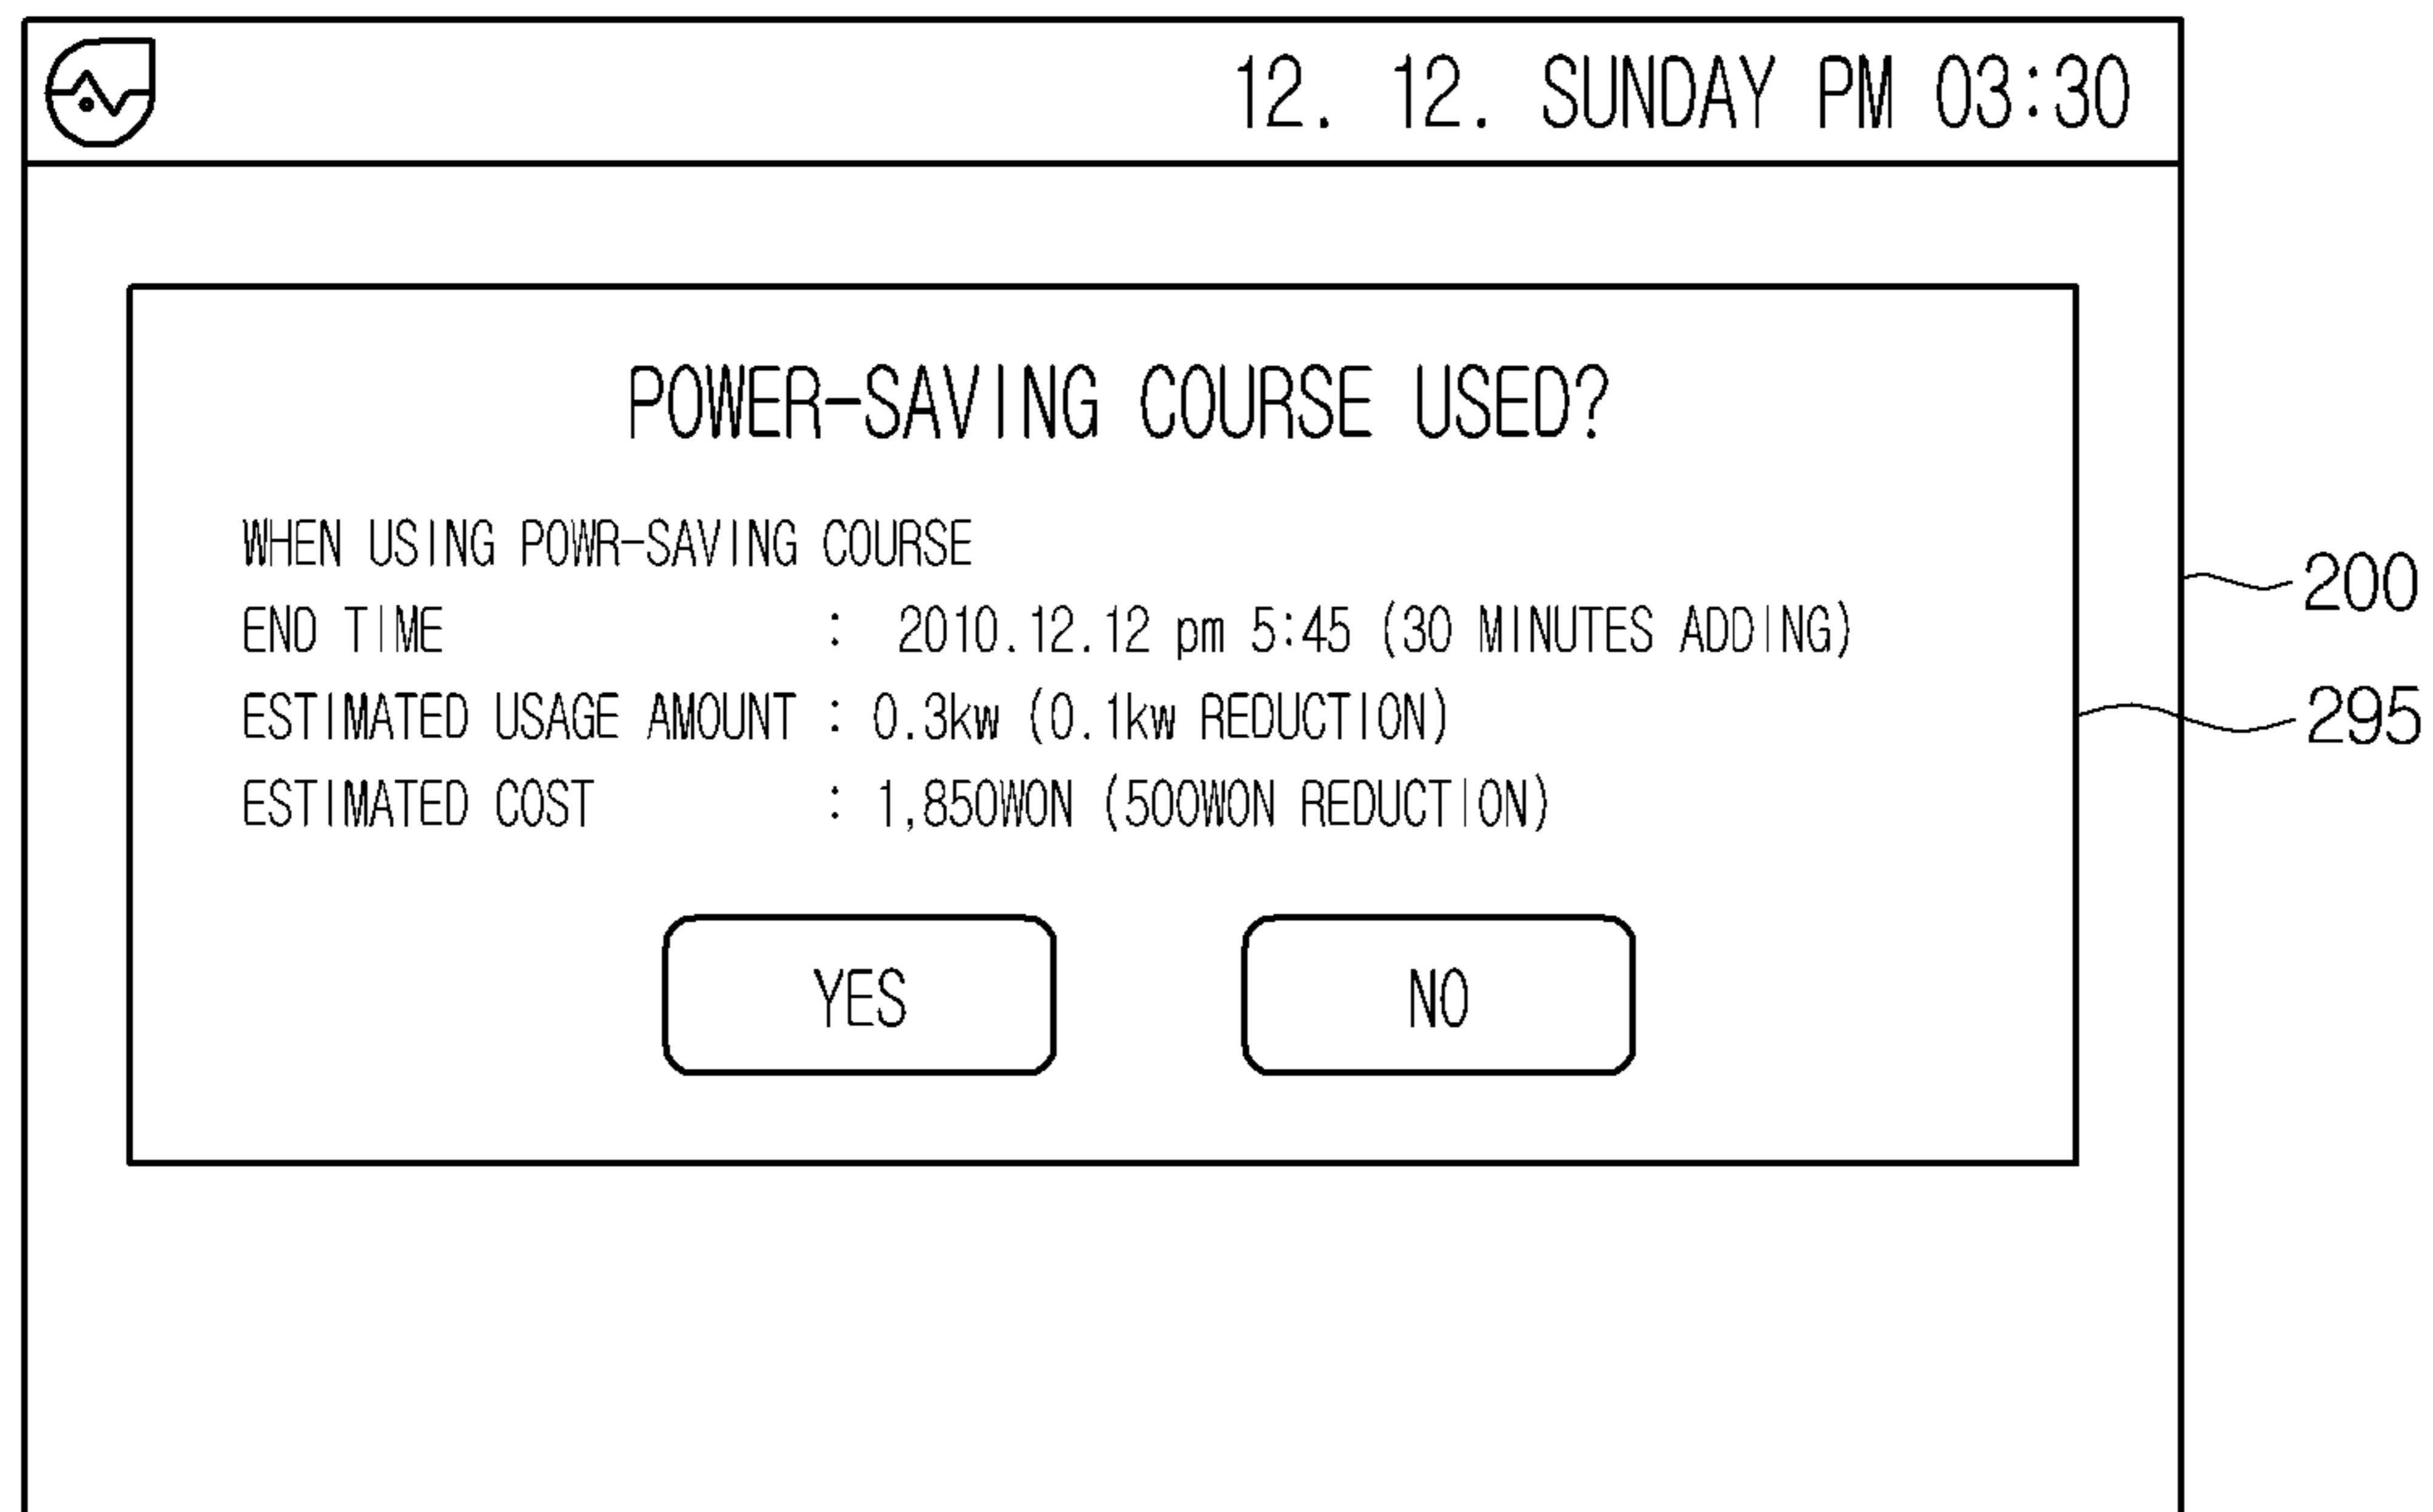 12. 12. SUNDAY PM 03:30
POWER-SAVING COURSE USED?
WHEN USING POWR-SAVING COURSE
END TIME : 2010.12.12 pm 5:45 (30 MINUTES ADDING)
ESTIMATED USAGE AMOUNT : 0.3kw (0.1kw REDUCTION)
ESTIMATED COST : 1,850WON (500WON REDUCTION)
YES NO
200
295